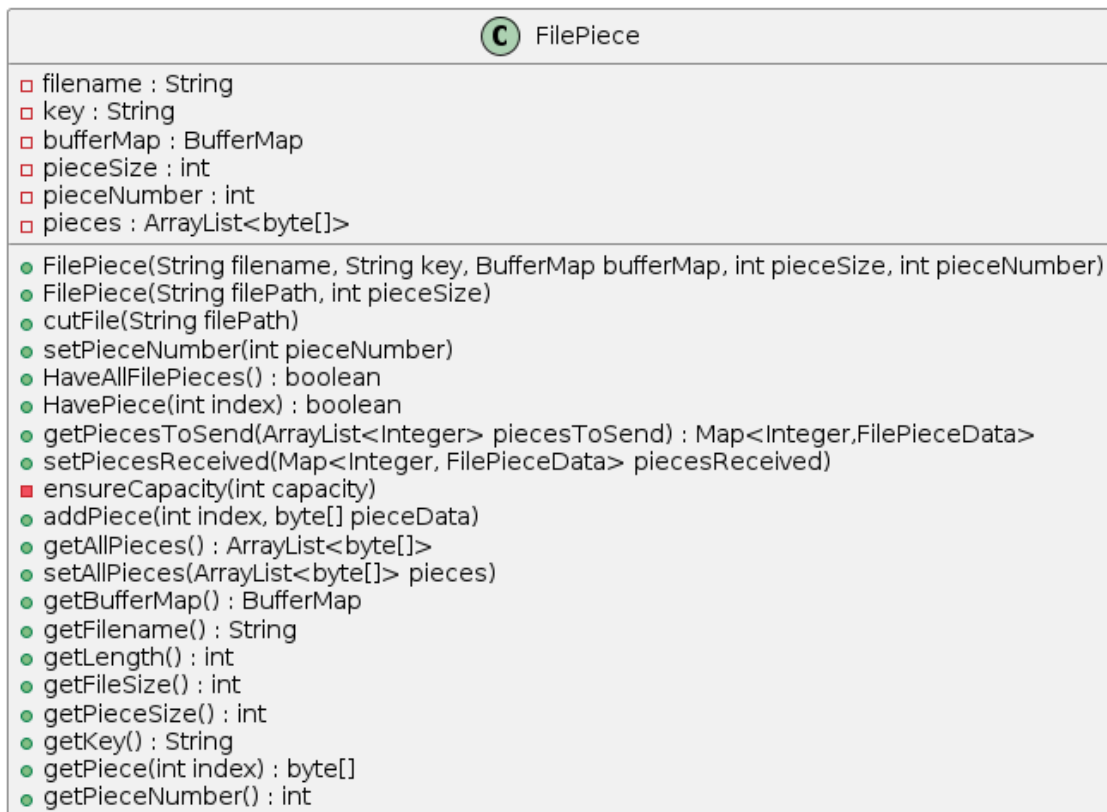 C FilePiece
filename : String
key : String
bufferMap : BufferMap
pieceSize : int
pieceNumber : int
pieces : ArrayList<byte[]>
FilePiece(String filename, String key, BufferMap bufferMap, int pieceSize, int pieceNumber)
FilePiece(String filePath, int pieceSize)
cutFile(String filePath)
setPieceNumber(int pieceNumber)
HaveAllFilePieces() : boolean
HavePiece(int index) : boolean
getPiecesToSend(ArrayList<Integer> piecesToSend) : Map<Integer,FilePieceData>
setPiecesReceived(Map<Integer, FilePieceData> piecesReceived)
ensureCapacity(int capacity)
addPiece(int index, byte[] pieceData)
getAllPieces() : ArrayList<byte[]>
setAllPieces(ArrayList<byte[]> pieces)
getBufferMap() : BufferMap
getFilename() : String
getLength() : int
getFileSize() : int
getPieceSize() : int
getKey() : String
getPiece(int index) : byte[]
getPieceNumber() : int